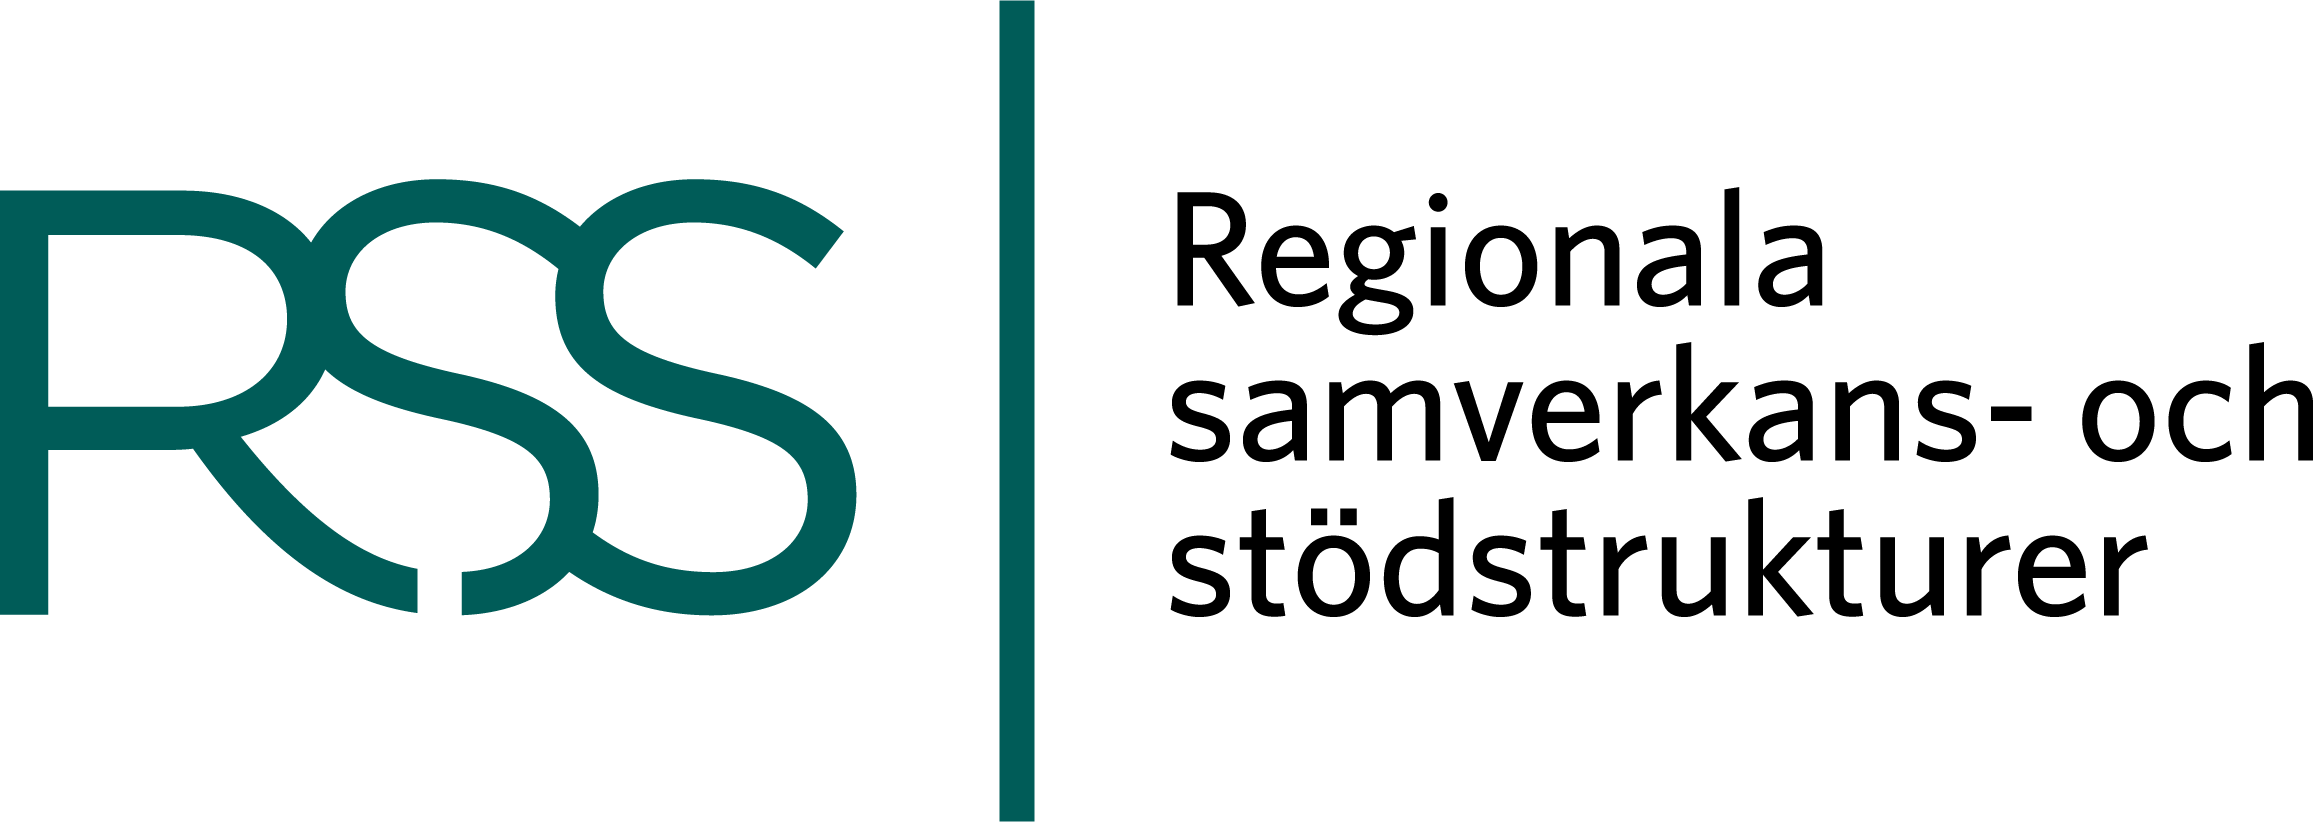 RSS
Regionala
samverkans- och
stödstrukturer